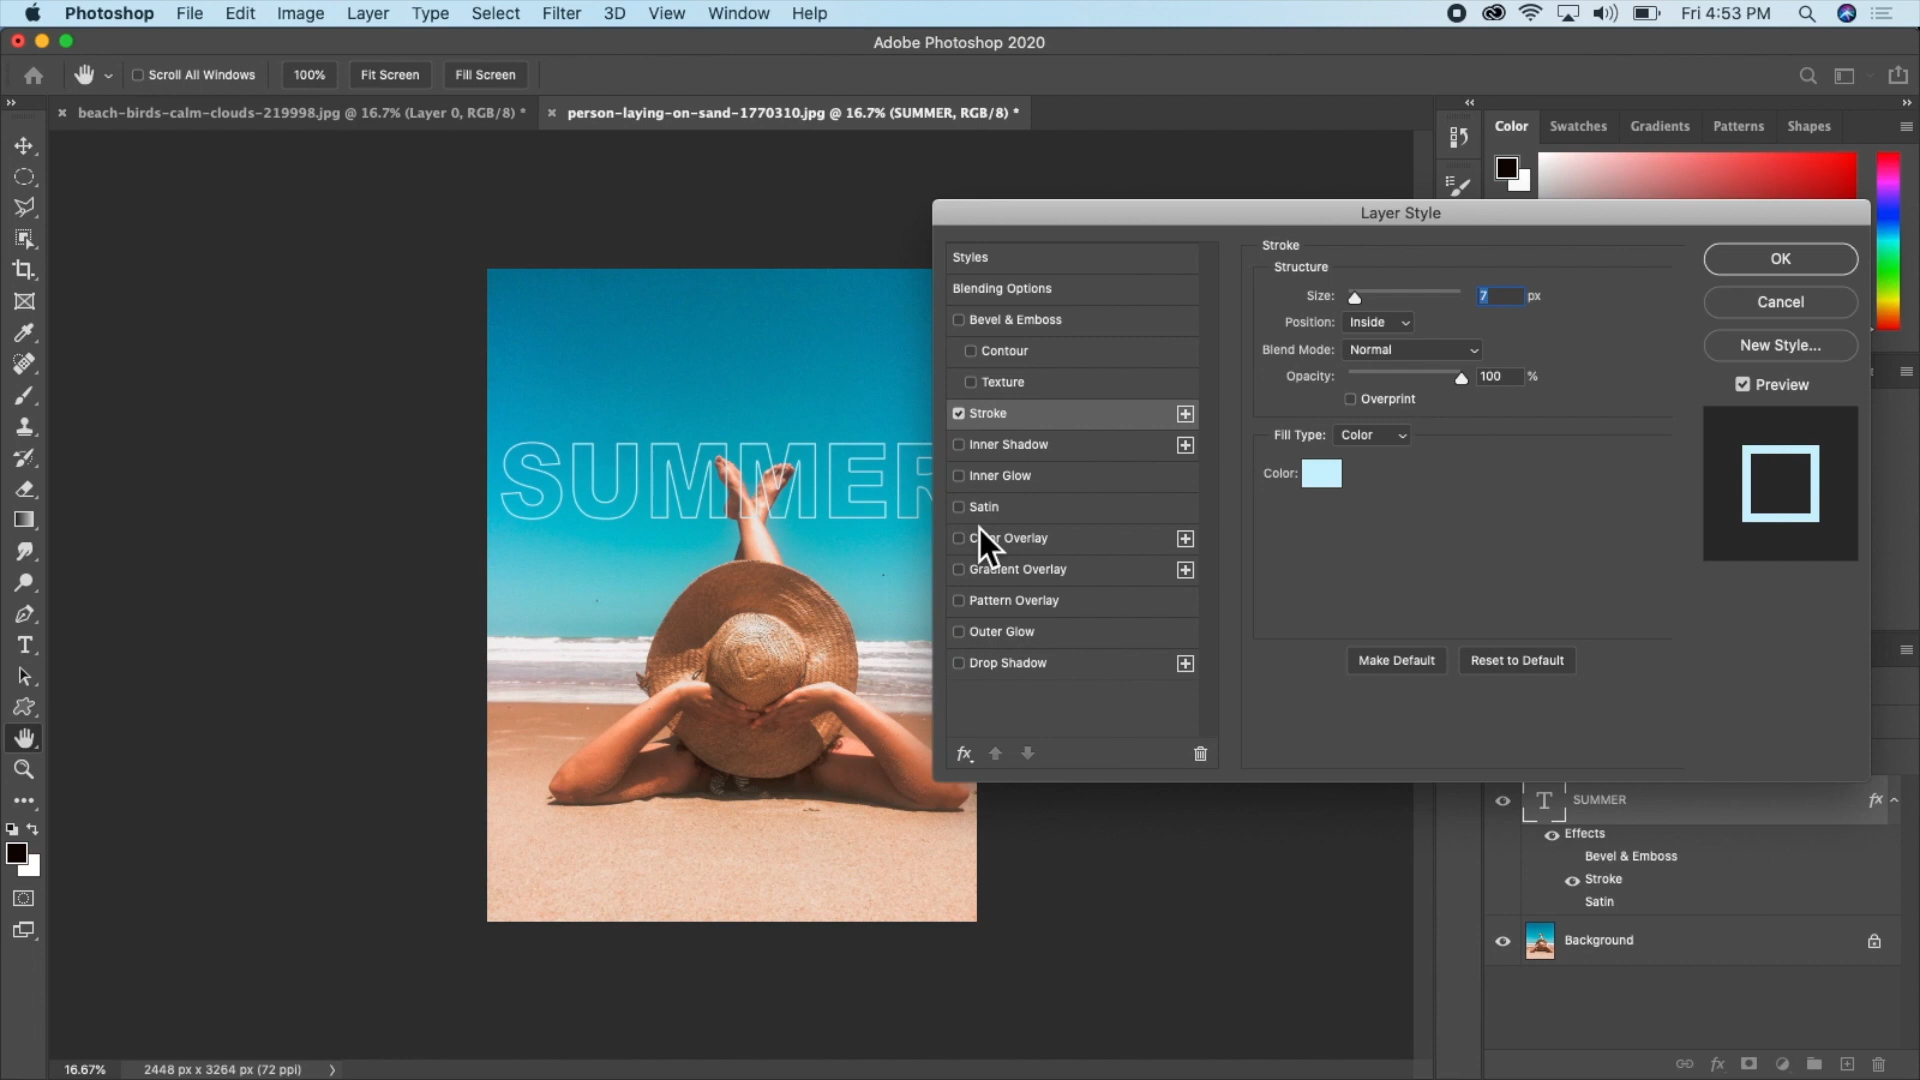 Photoshop File Edit Image Layer Type Select Filter 3D View Window Help Fri 4:53 PM
Adobe Photoshop 2020
Scroll All Windows 100% Fit Screen Fill Screen
beach-birds-calm-clouds-219998.jpg @ 16.7% (Layer 0, RGB/8) * person-laying-on-sand-1770310.jpg @ 16.7% (SUMMER, RGB/8) *
Color Swatches Gradients Patterns Shapes
Layer Style
Styles
Blending Options
Bevel & Emboss
Contour
Texture
Stroke
Inner Shadow
Inner Glow
Satin
Color Overlay
Gradient Overlay
Pattern Overlay
Outer Glow
Drop Shadow
fx
Stroke
Structure
Size: 7 px
Position: Inside
Blend Mode: Normal
Opacity: 100 %
Overprint
Fill Type: Color
Color:
Make Default Reset to Default
OK
Cancel
New Style...
Preview
SUMMER
T
T SUMMER fx
Effects
Bevel & Emboss
Stroke
Satin
Background
fx
16.67% 2448 px x 3264 px (72 ppi)